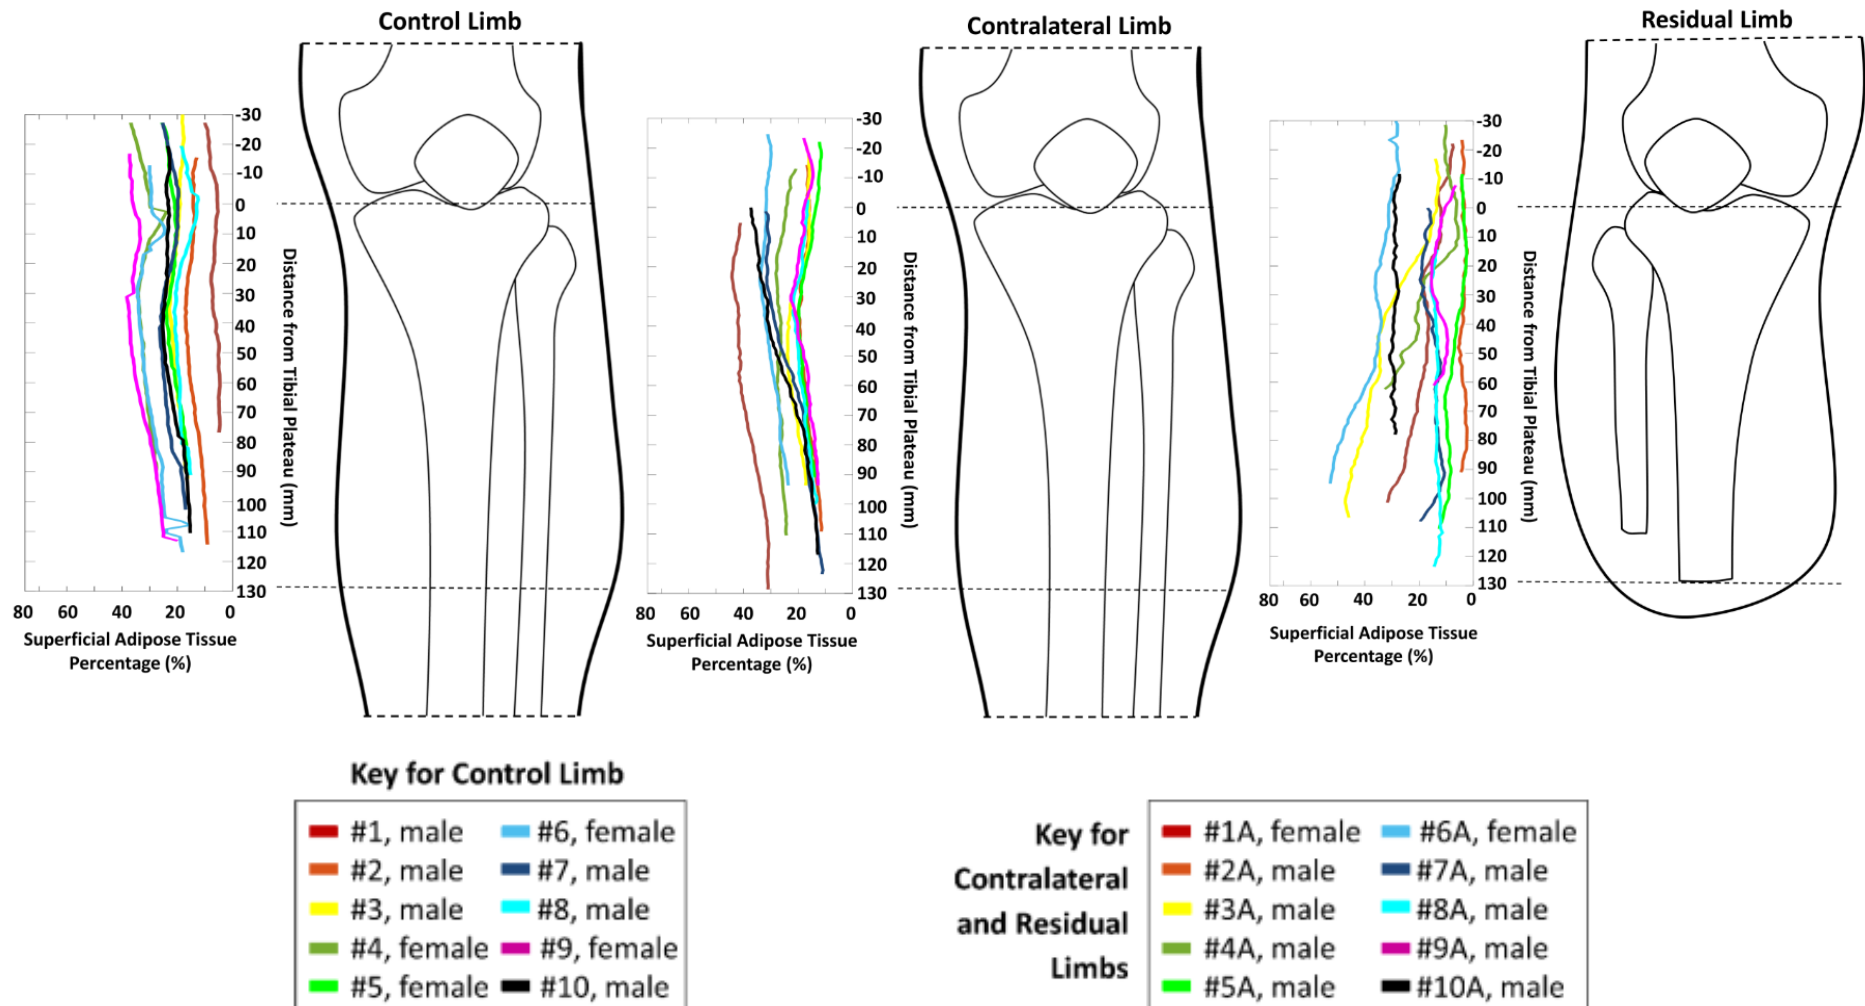 Control Limb
Contralateral Limb
Residual Limb
-30
-20
-10
0
10
20
30
40
50
60
70
80
90
100
110
120
130
80 60 40 20 0
Distance from Tibial Plateau (mm)
Superficial Adipose Tissue
Percentage (%)
-30
-20
-10
0
10
20
30
40
50
60
70
80
90
100
110
120
130
80 60 40 20 0
Distance from Tibial Plateau (mm)
Superficial Adipose Tissue
Percentage (%)
-30
-20
-10
0
10
20
30
40
50
60
70
80
90
100
110
120
130
80 60 40 20 0
Distance from Tibial Plateau (mm)
Superficial Adipose Tissue
Percentage (%)
Key for Control Limb
#1, male
#2, male
#3, male
#4, female
#5, female
#6, female
#7, male
#8, male
#9, female
#10, male
Key for
Contralateral
and Residual
Limbs
#1A, female
#2A, male
#3A, male
#4A, male
#5A, male
#6A, female
#7A, male
#8A, male
#9A, male
#10A, male